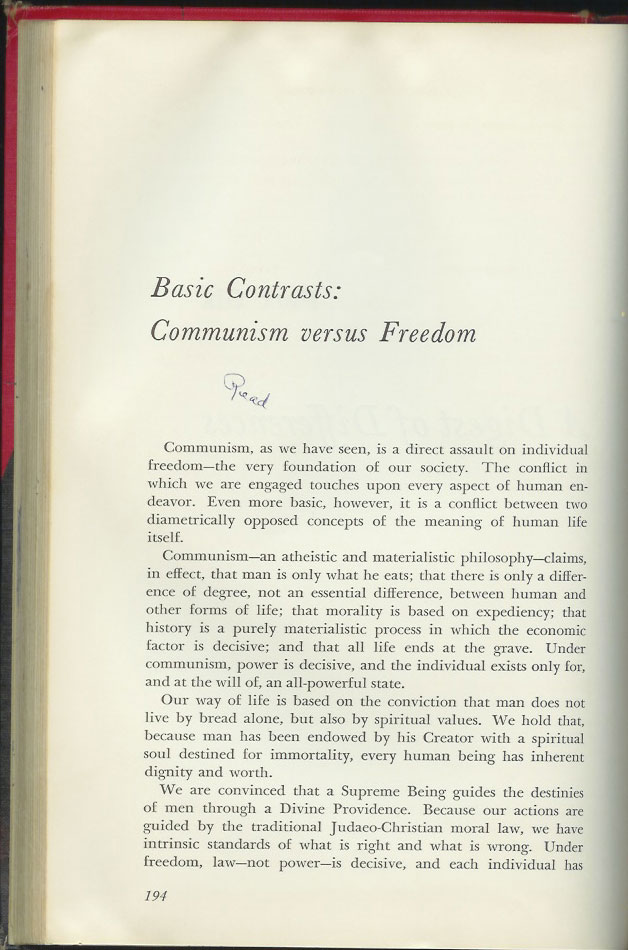 Basic Contrasts:
Communism versus Freedom
Read
Communism, as we have seen, is a direct assault on individual
freedom—the very foundation of our society. The conflict in
which we are engaged touches upon every aspect of human en-
deavor. Even more basic, however, it is a conflict between two
diametrically opposed concepts of the meaning of human life
itself.
Communism—an atheistic and materialistic philosophy—claims,
in effect, that man is only what he eats; that there is only a differ-
ence of degree, not an essential difference, between human and
other forms of life; that morality is based on expediency; that
history is a purely materialistic process in which the economic
factor is decisive; and that all life ends at the grave. Under
communism, power is decisive, and the individual exists only for,
and at the will of, an all-powerful state.
Our way of life is based on the conviction that man does not
live by bread alone, but also by spiritual values. We hold that,
because man has been endowed by his Creator with a spiritual
soul destined for immortality, every human being has inherent
dignity and worth.
We are convinced that a Supreme Being guides the destinies
of men through a Divine Providence. Because our actions are
guided by the traditional Judaeo-Christian moral law, we have
intrinsic standards of what is right and what is wrong. Under
freedom, law—not power—is decisive, and each individual has
194